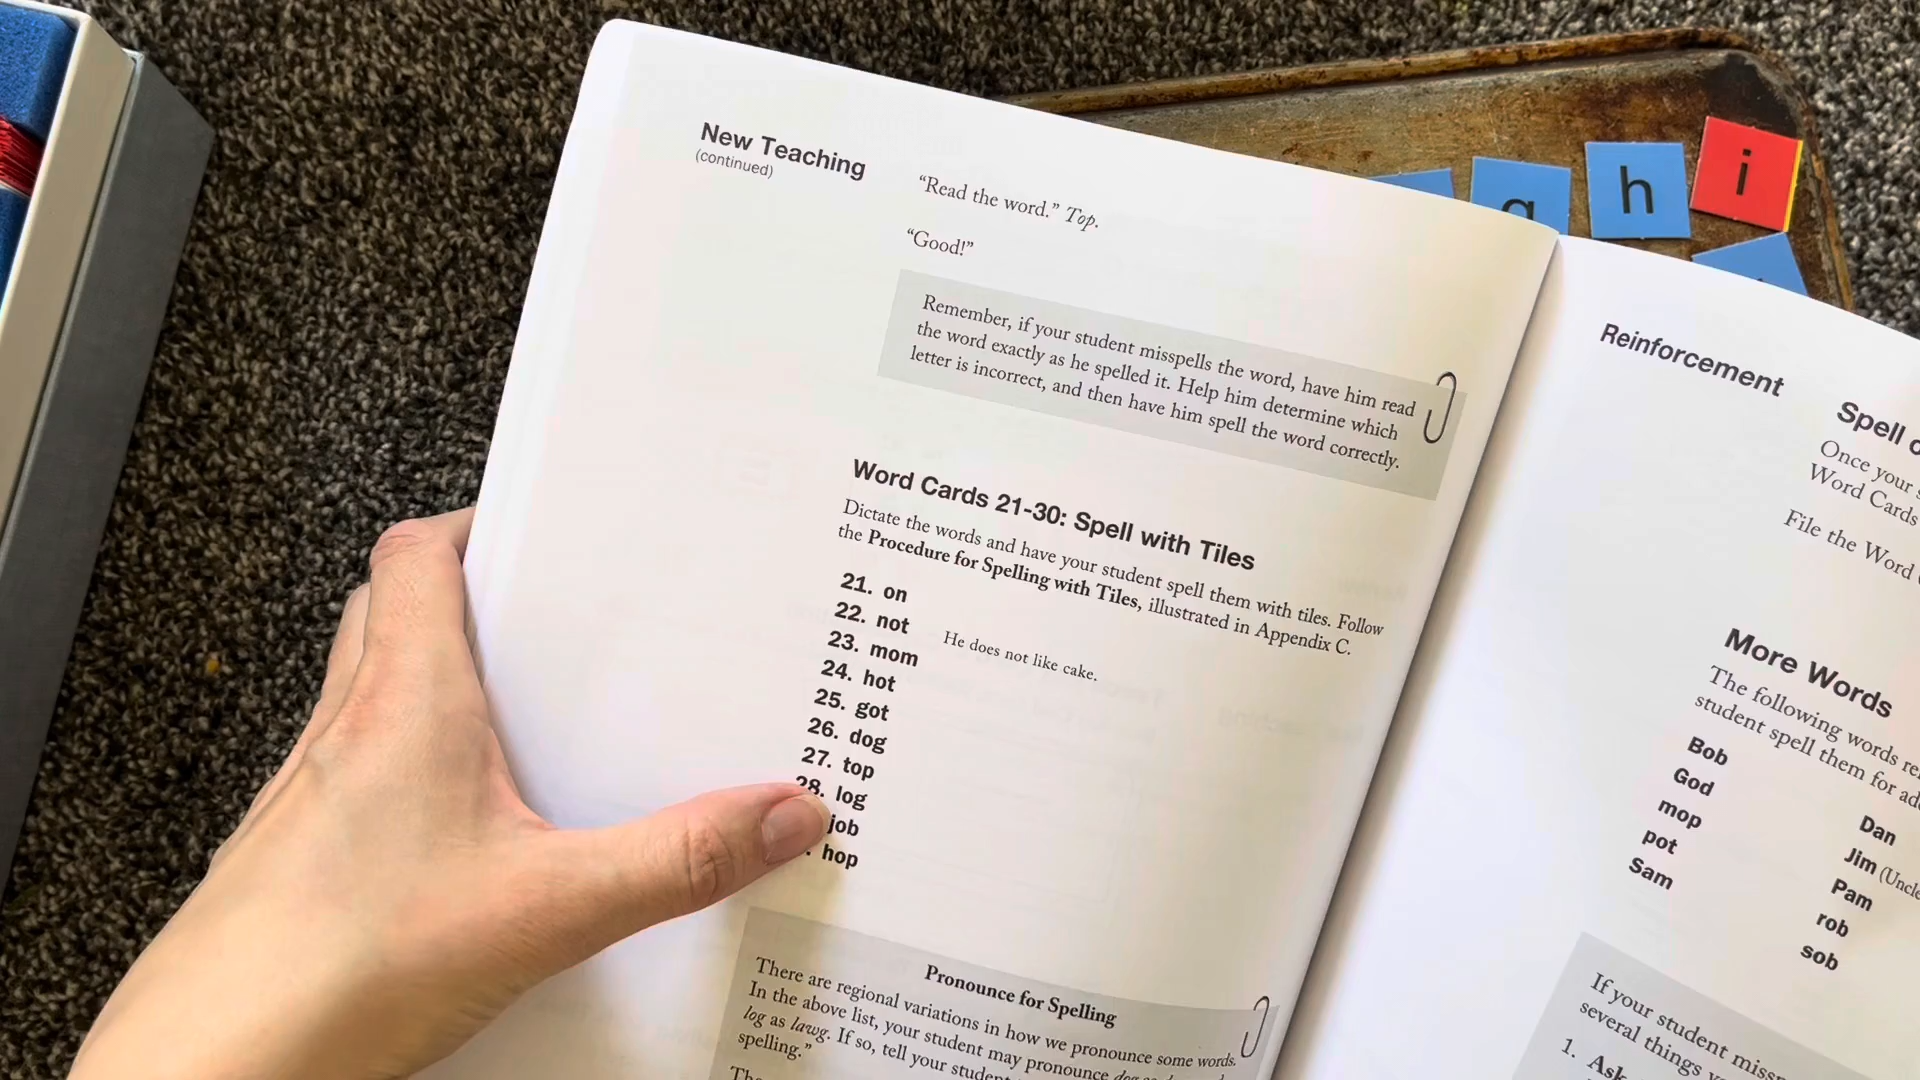 New Teaching
(continued)
“Read the word.” Top.
“Good!”
Remember, if your student misspells the word, have him read
the word exactly as he spelled it. Help him determine which
letter is incorrect, and then have him spell the word correctly.
Word Cards 21-30: Spell with Tiles
Dictate the words and have your student spell them with tiles. Follow
the Procedure for Spelling with Tiles, illustrated in Appendix C.
21. on
22. not He does not like cake.
23. mom
24. hot
25. got
26. dog
27. top
28. log
job
. hop
Pronounce for Spelling
There are regional variations in how we pronounce some words.
In the above list, your student may pronounce
log as lawg. If so, tell your student
spelling.”
g h i
Reinforcement
Spell
Once your
Word Cards
File the Word
More Words
The following words
student spell them for
Bob
God
mop
pot
Sam
Dan
Jim (Uncle
Pam
rob
sob
If your student
several things
1. Ask